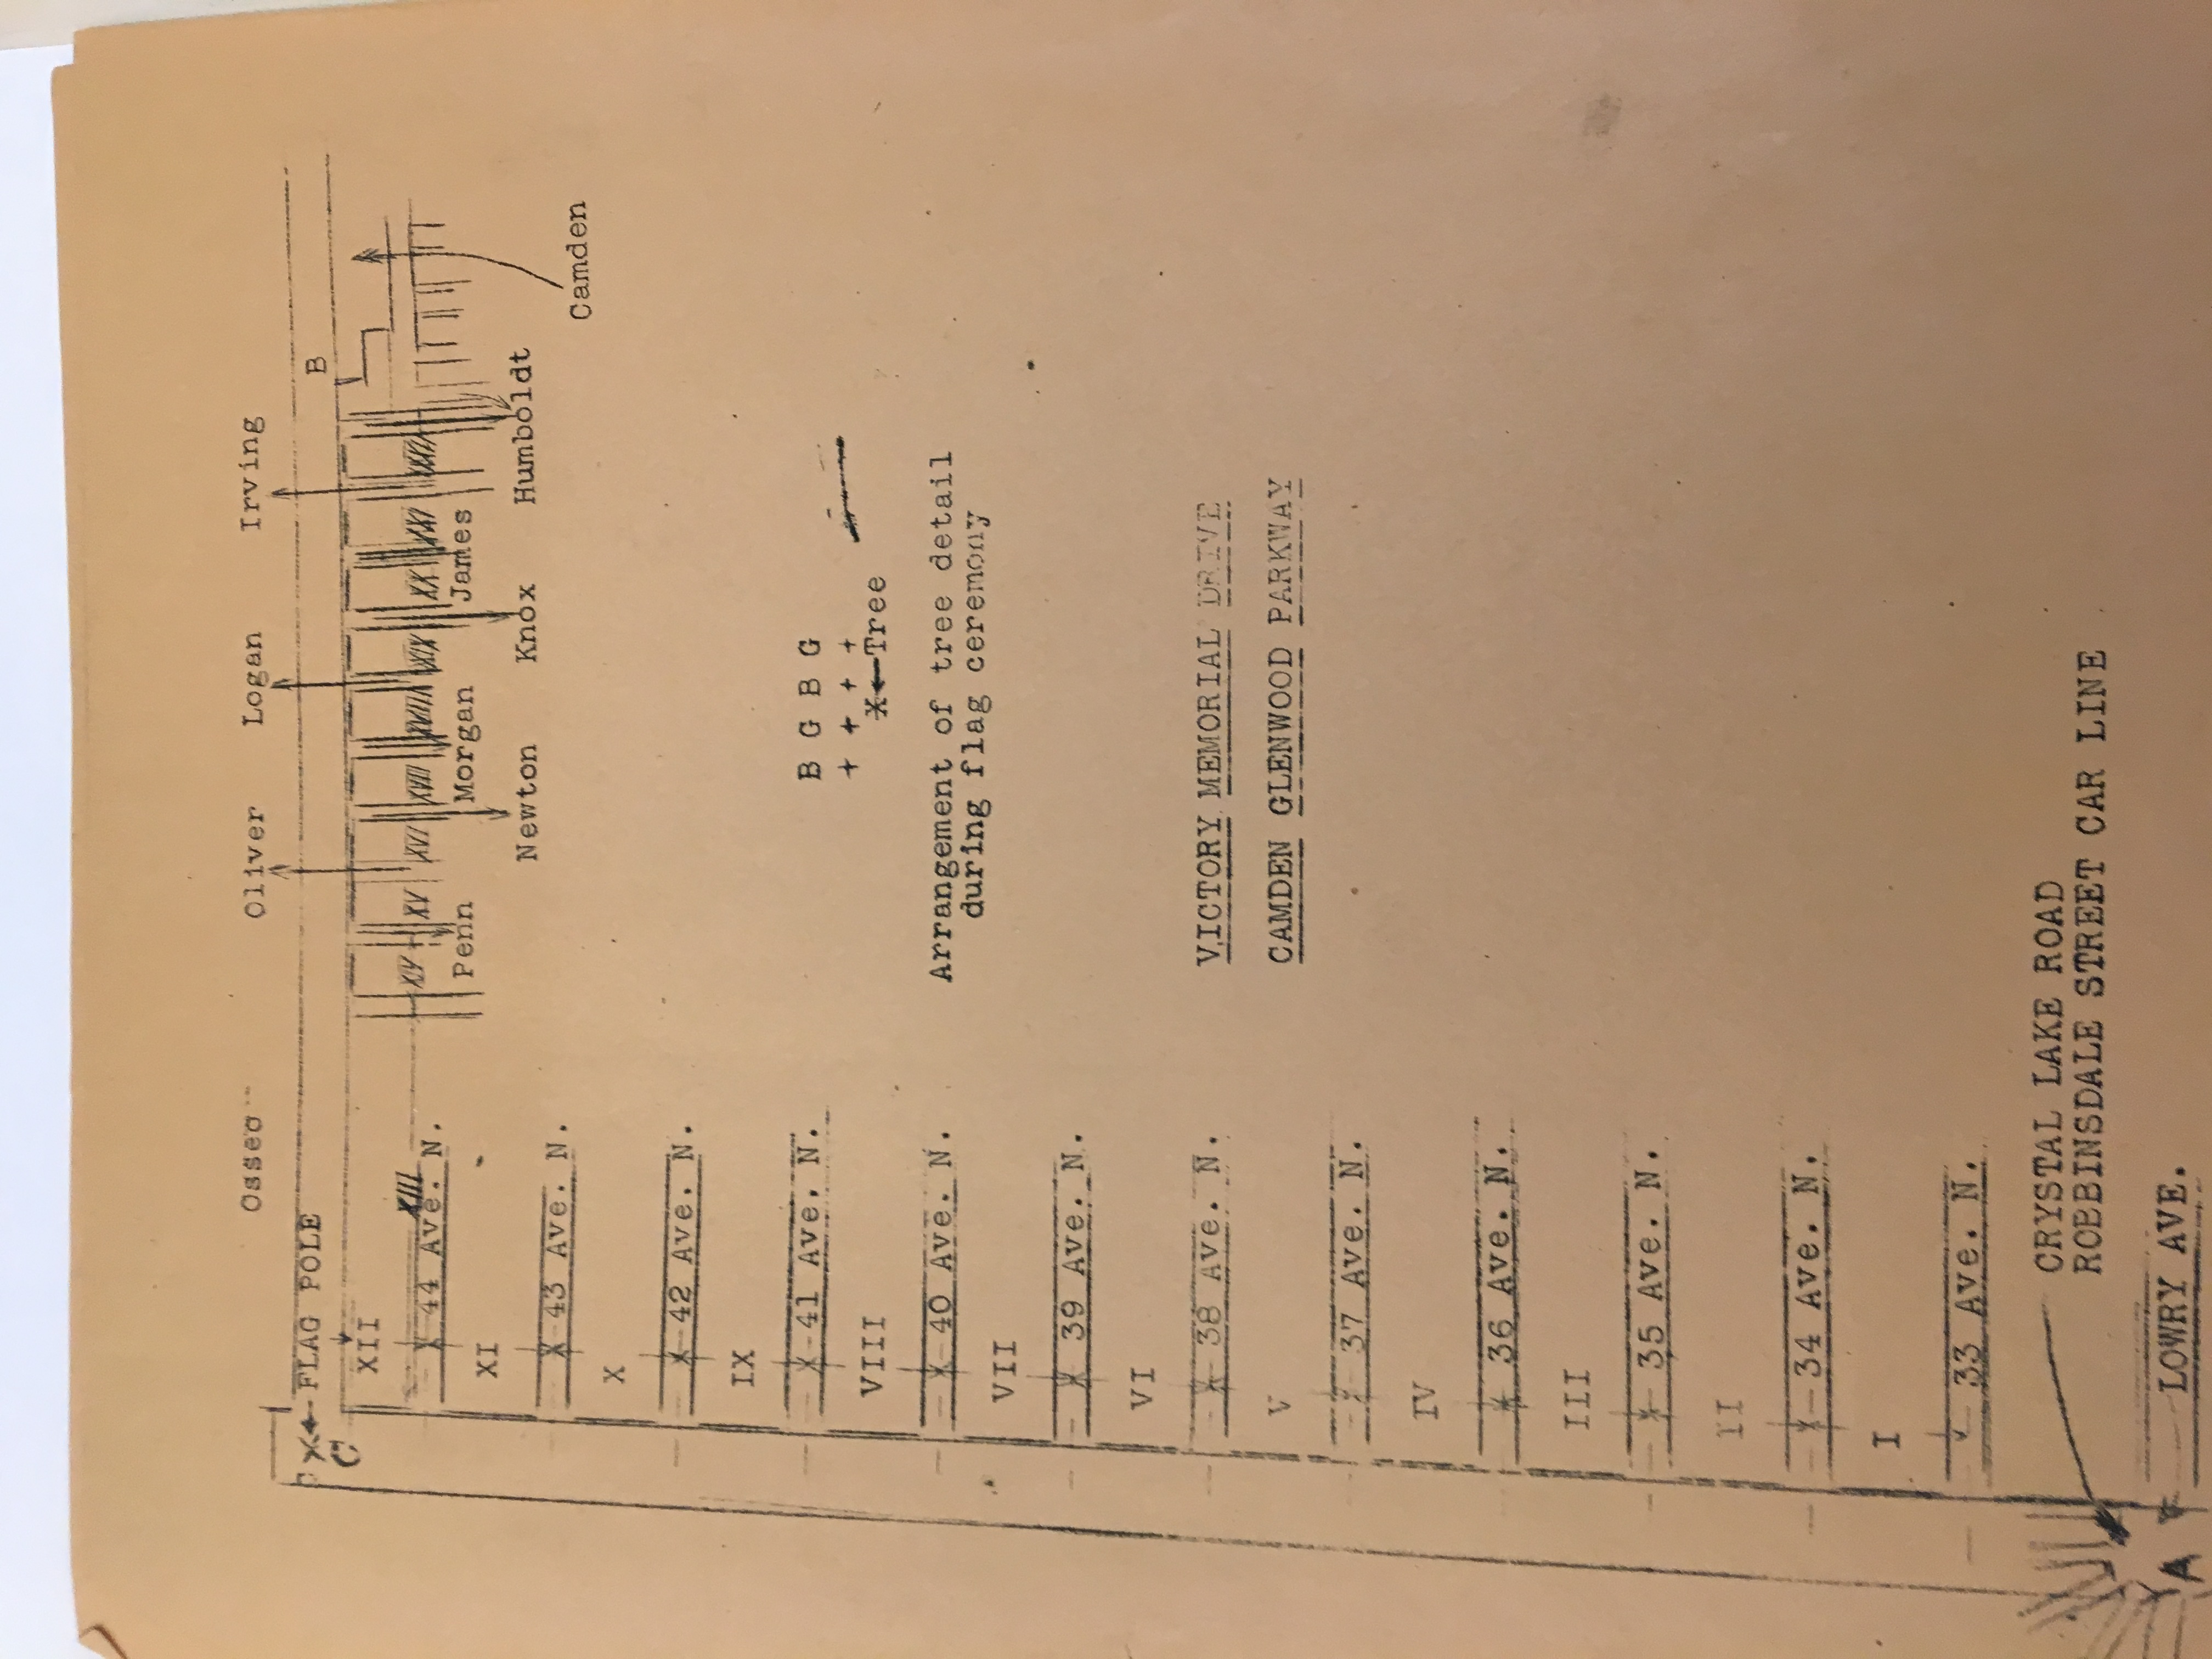 Osseo
Oliver
Logan
Irving
FLAG POLE
B
C
XII
XIII
44 Ave. N.
XIV
XV
XVI
XVII
XVIII
XIX
XX
XXI
XXII
Penn
Morgan
James
XI
Newton
Knox
Humboldt
43 Ave. N.
Camden
X
42 Ave. N.
IX
41 Ave. N.
B G B G
+ + + +
X←Tree
VIII
40 Ave. N.
Arrangement of tree detail
during flag ceremony
VII
39 Ave. N.
VI
38 Ave. N.
VICTORY MEMORIAL DRIVE
V
CAMDEN GLENWOOD PARKWAY
37 Ave. N.
IV
36 Ave. N.
III
35 Ave. N.
II
34 Ave. N.
I
33 Ave. N.
CRYSTAL LAKE ROAD
ROBBINSDALE STREET CAR LINE
A
LOWRY AVE.